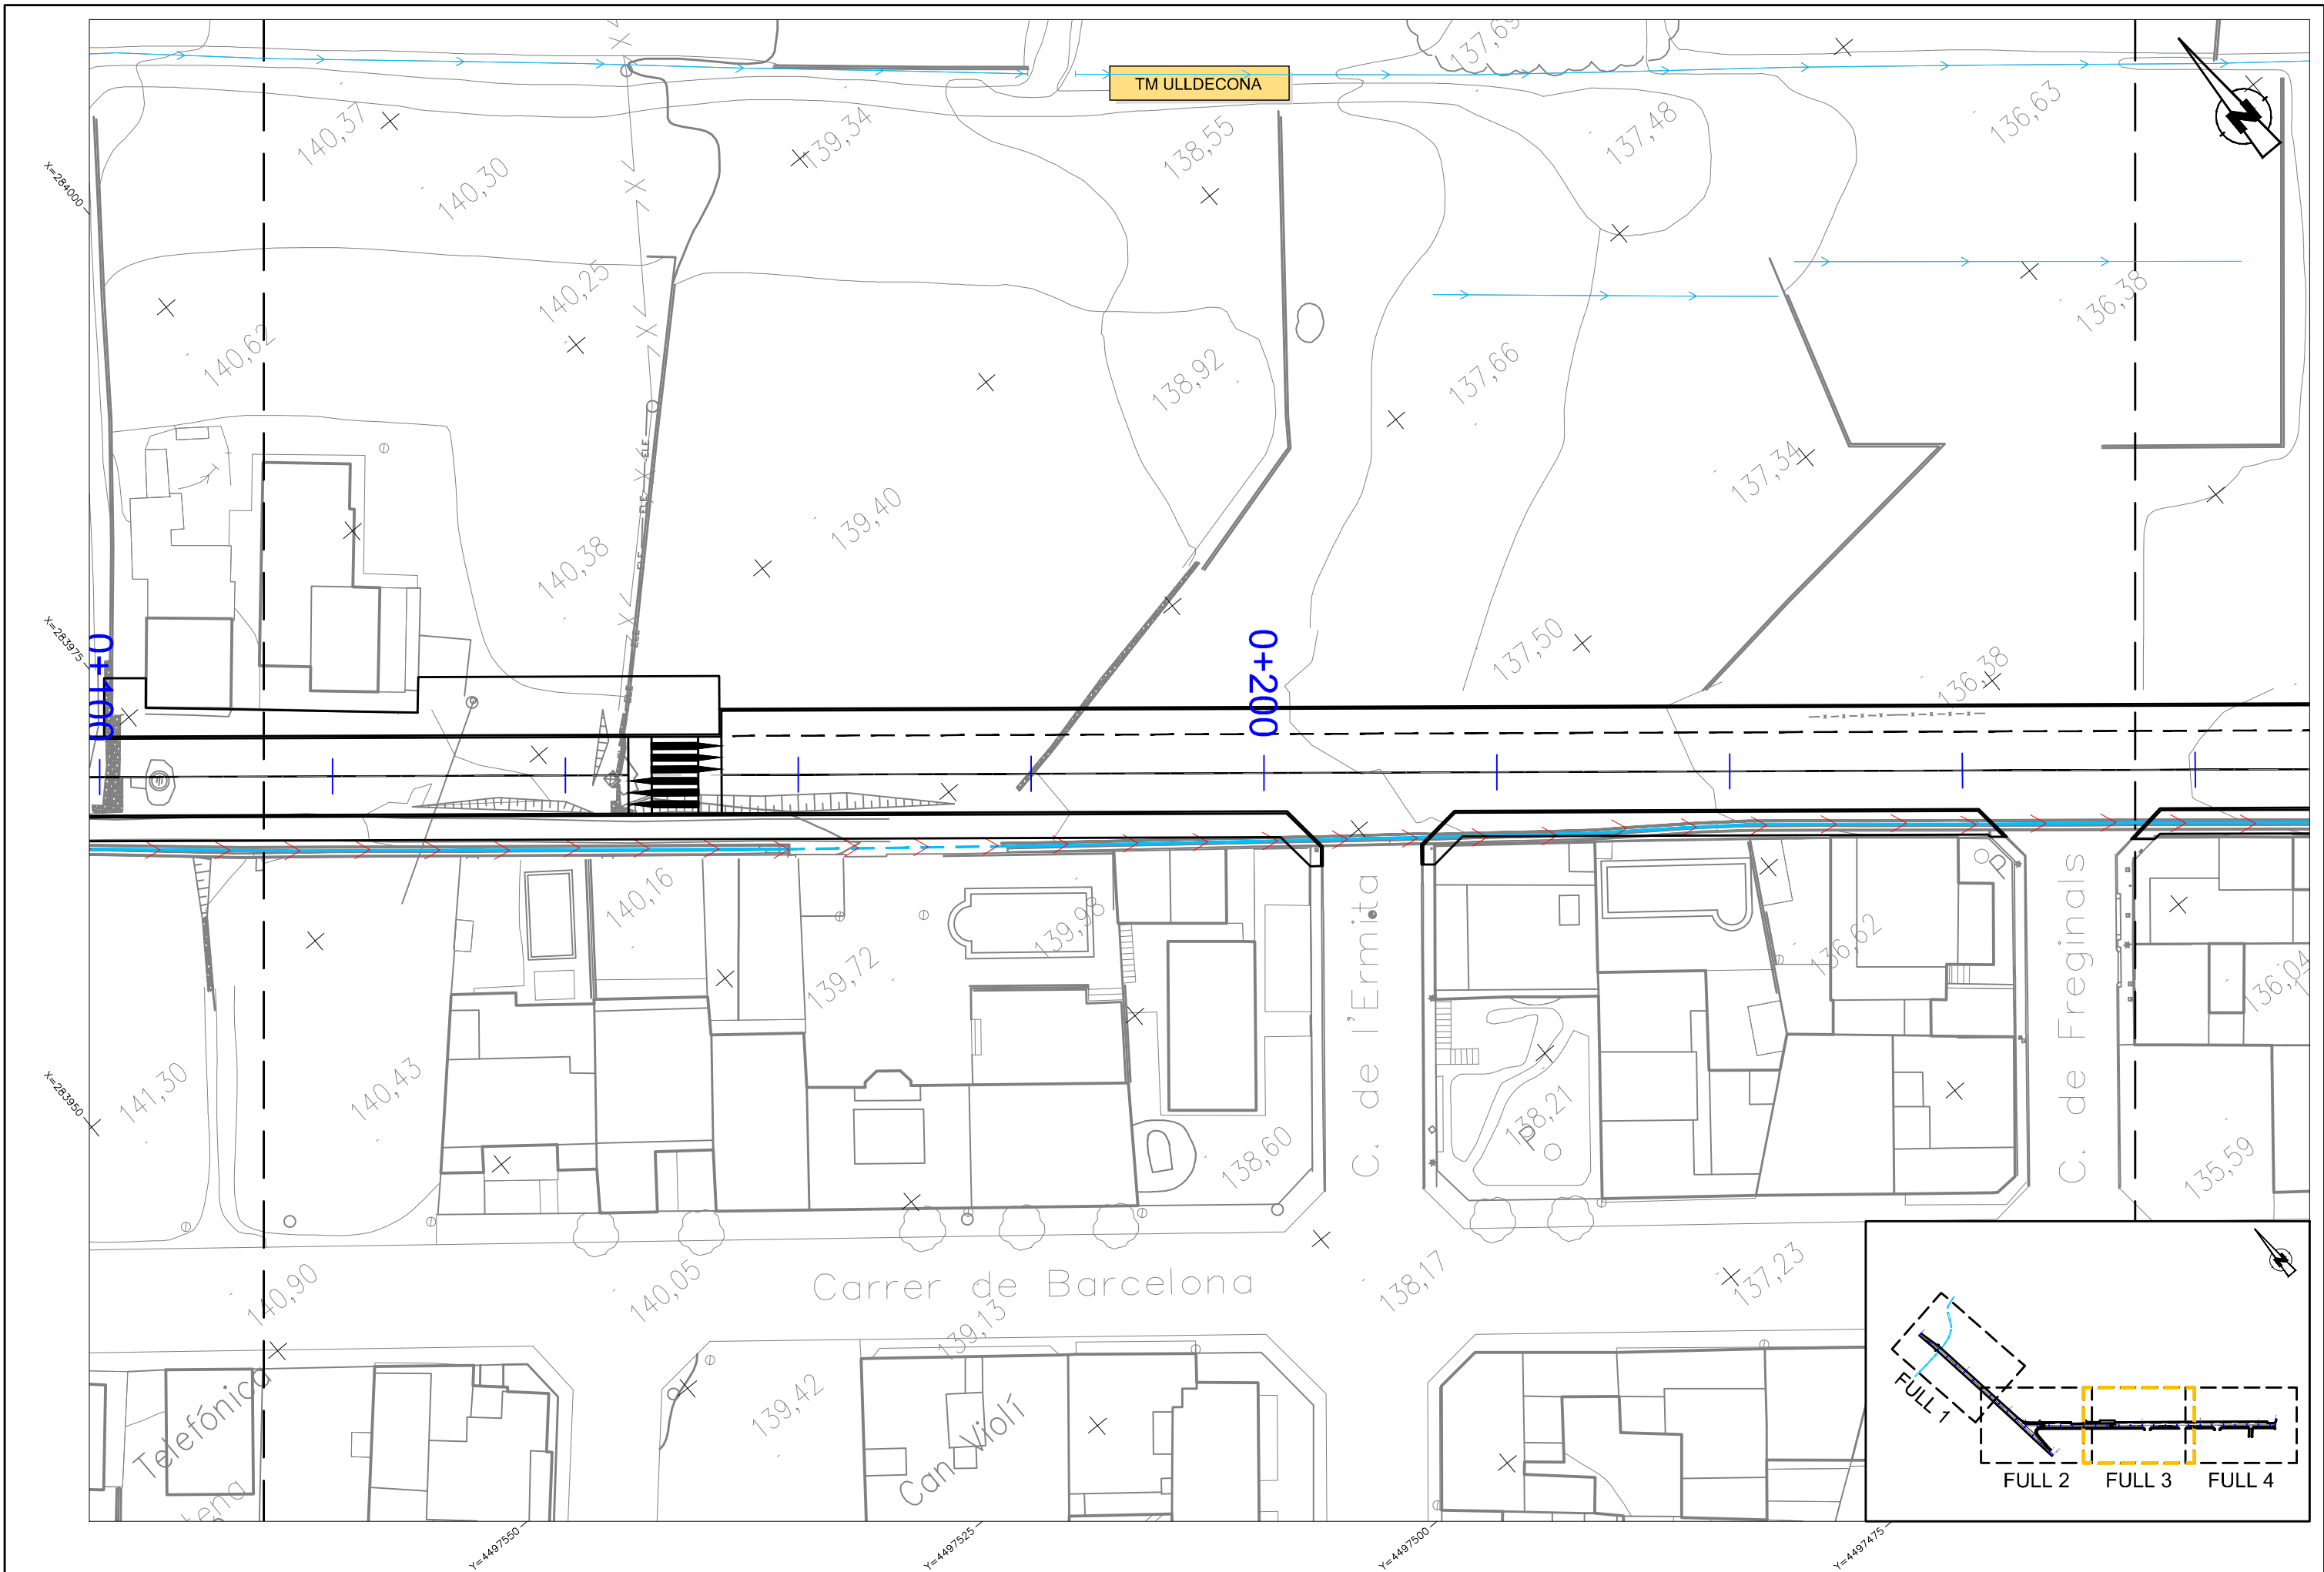 137,69
TM ULLDECONA
140,37
139,34
138,55
137,48
136,63
140,30
X=284000
140,25
136,38
140,62
138,92
137,66
137,34
139,40
140,38
X=283975
0+100
0+200
137,50
136,38
140,16
139,98
139,72
136,62
P
136,04
C. de l'Ermita
C. de Freginals
X=283950
141,30
140,43
138,21
P
138,60
135,59
140,90
140,05
Carrer de Barcelona
138,17
137,23
139,13
139,42
Telefónica
Can Violí
FULL 1
FULL 2
FULL 3
FULL 4
Y=4497550
Y=4497525
Y=4497500
Y=4497475